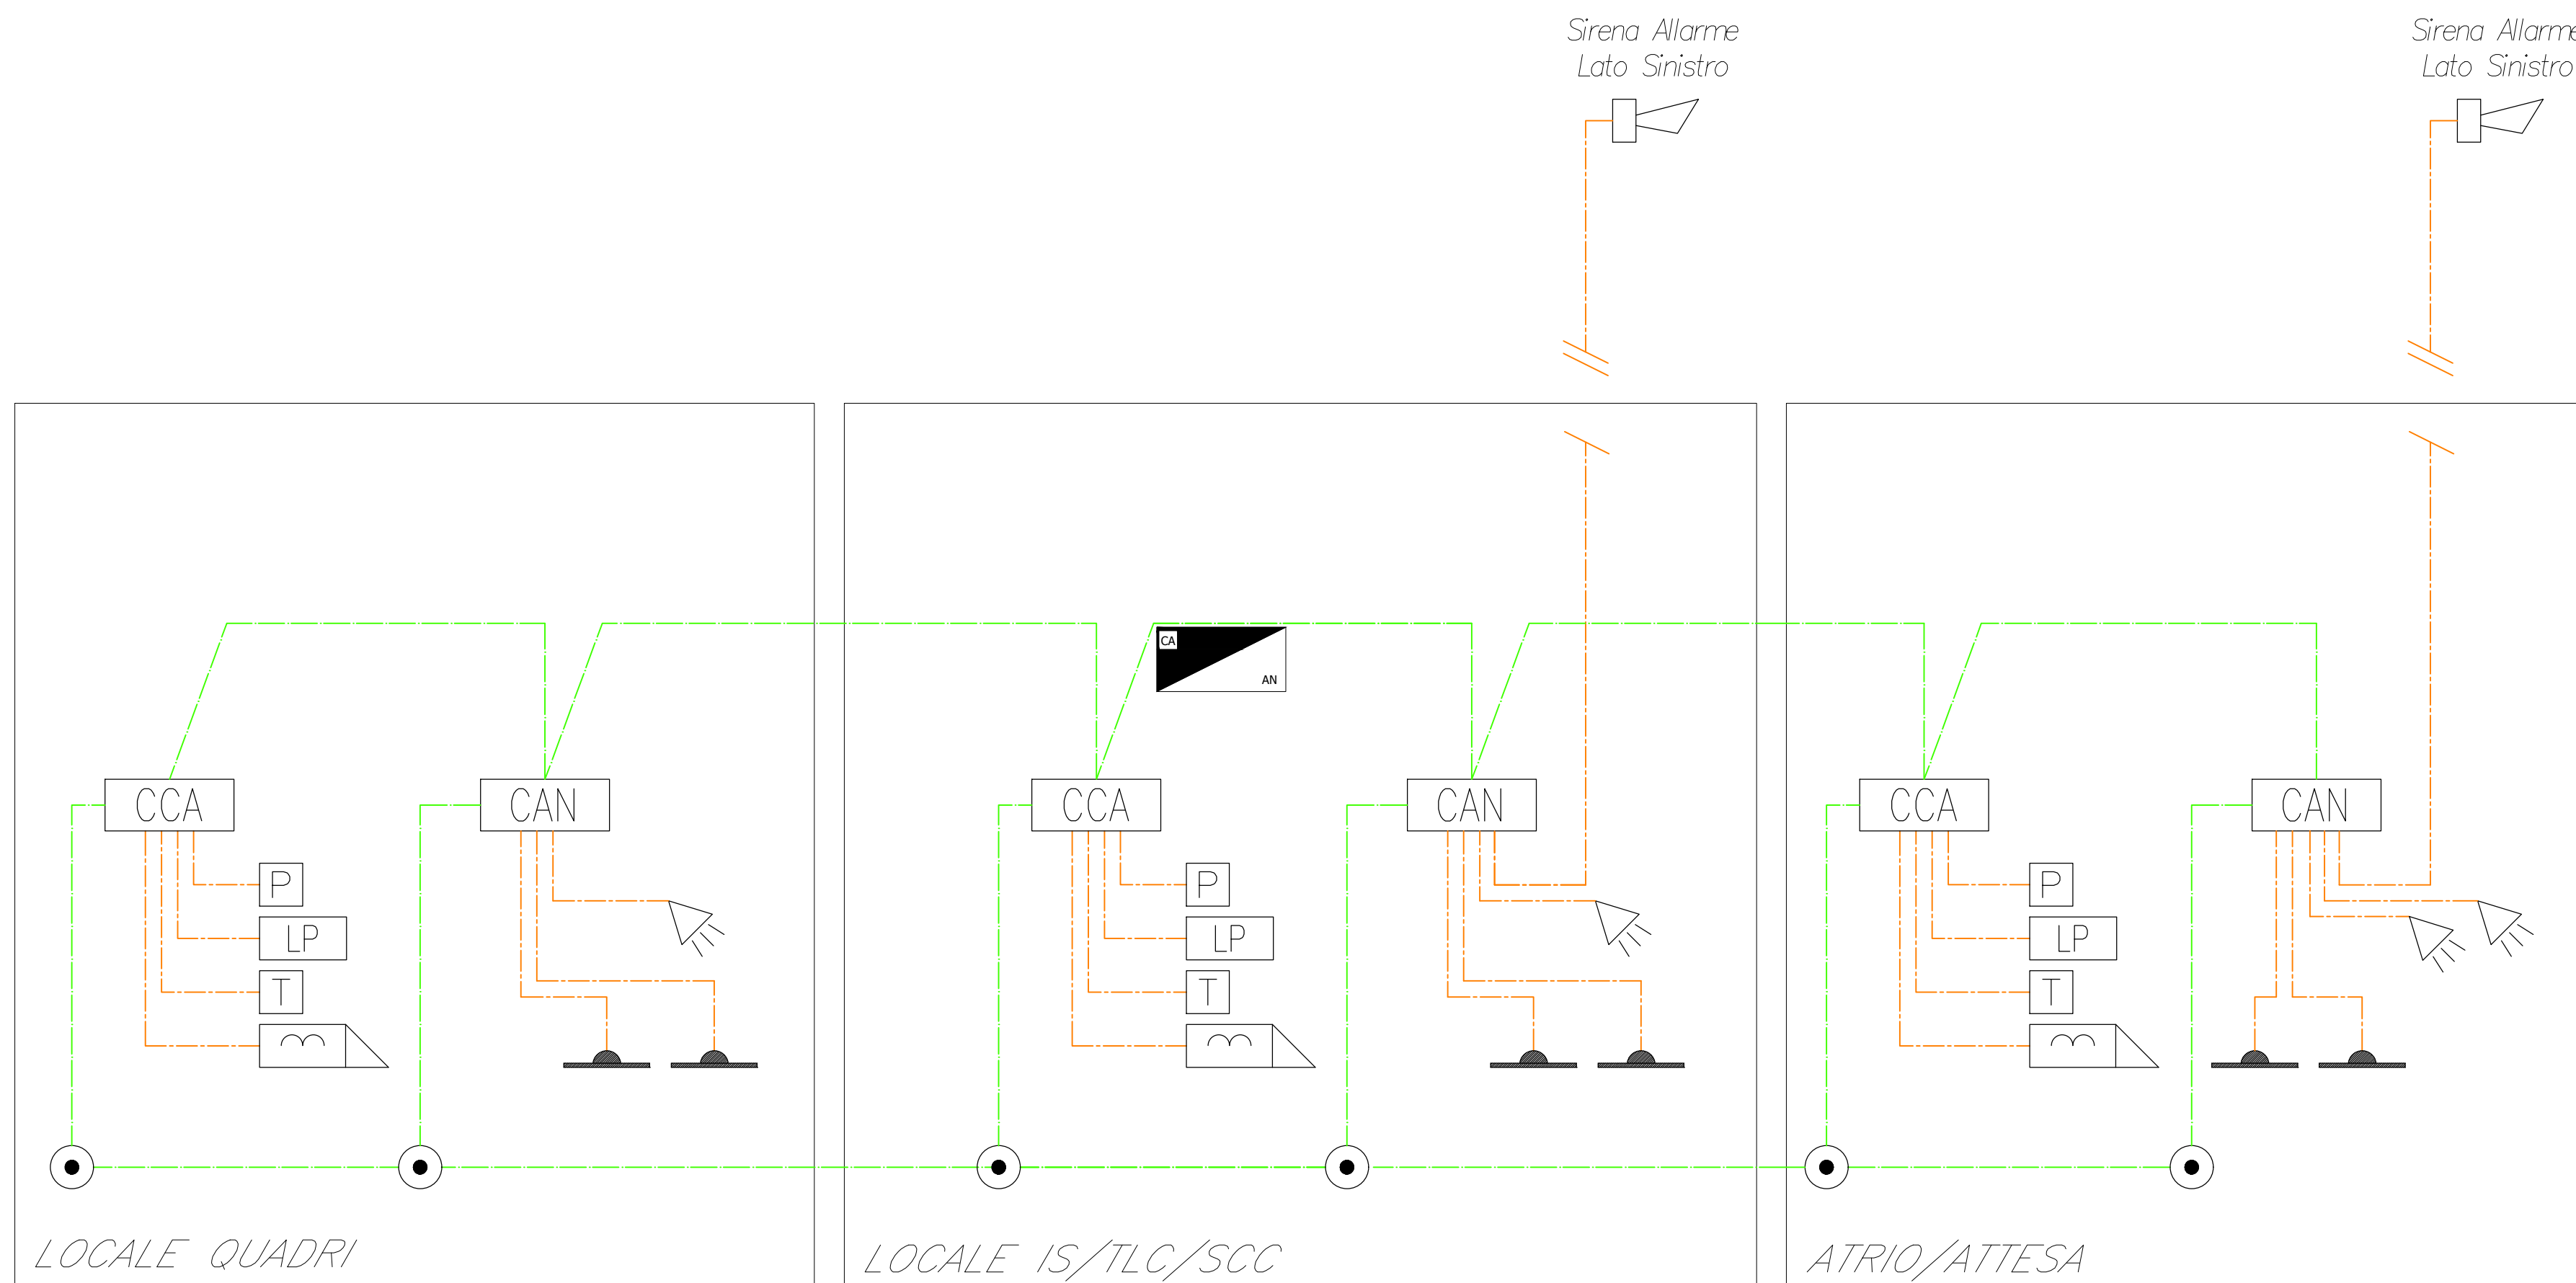 Sirena Allarme
Lato Sinistro
Sirena Allarme
Lato Sinistro
CA
AN
CCA
CAN
CCA
CAN
CCA
CAN
P
P
P
LP
LP
LP
T
T
T
LOCALE QUADRI
LOCALE IS/TLC/SCC
ATRIO/ATTESA